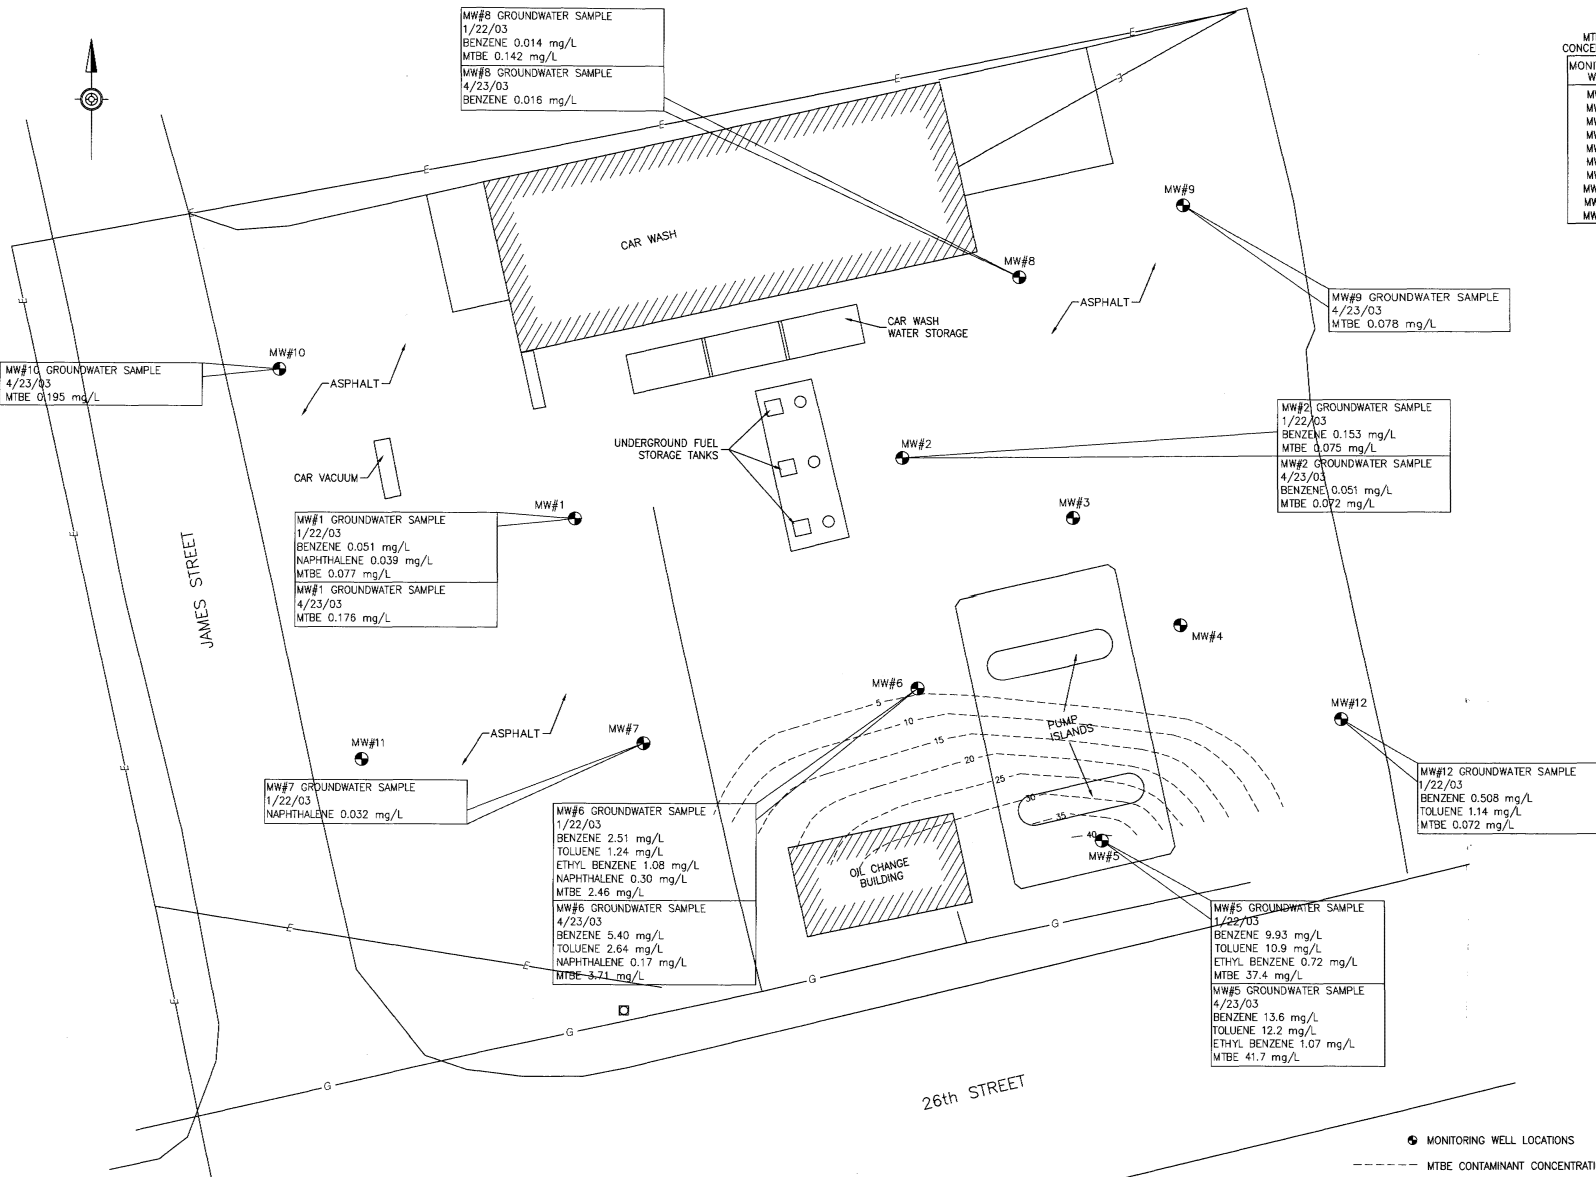 MW#8 GROUNDWATER SAMPLE
1/22/03
BENZENE 0.014 mg/L
MTBE 0.142 mg/L
MW#8 GROUNDWATER SAMPLE
4/23/03
BENZENE 0.016 mg/L
E
E
E
E
E
E
CAR WASH
MW#8
MW#9
ASPHALT
MW#9 GROUNDWATER SAMPLE
4/23/03
MTBE 0.078 mg/L
CAR WASH
WATER STORAGE
MW#10
MW#10 GROUNDWATER SAMPLE
4/23/03
MTBE 0.195 mg/L
ASPHALT
CAR VACUUM
UNDERGROUND FUEL
STORAGE TANKS
MW#2
MW#2 GROUNDWATER SAMPLE
1/22/03
BENZENE 0.153 mg/L
MTBE 0.075 mg/L
MW#2 GROUNDWATER SAMPLE
4/23/03
BENZENE 0.051 mg/L
MTBE 0.072 mg/L
MW#1
MW#3
MW#1 GROUNDWATER SAMPLE
1/22/03
BENZENE 0.051 mg/L
NAPHTHALENE 0.039 mg/L
MTBE 0.077 mg/L
MW#1 GROUNDWATER SAMPLE
4/23/03
MTBE 0.176 mg/L
JAMES STREET
E
E
E
E
MW#4
MW#6
5
10
15
20
25
30
35
40
PUMP
ISLANDS
MW#12
MW#12 GROUNDWATER SAMPLE
1/22/03
BENZENE 0.508 mg/L
TOLUENE 1.14 mg/L
MTBE 0.072 mg/L
ASPHALT
MW#7
MW#11
MW#7 GROUNDWATER SAMPLE
1/22/03
NAPHTHALENE 0.032 mg/L
MW#6 GROUNDWATER SAMPLE
1/22/03
BENZENE 2.51 mg/L
TOLUENE 1.24 mg/L
ETHYL BENZENE 1.08 mg/L
NAPHTHALENE 0.30 mg/L
MTBE 2.46 mg/L
MW#6 GROUNDWATER SAMPLE
4/23/03
BENZENE 5.40 mg/L
TOLUENE 2.64 mg/L
NAPHTHALENE 0.17 mg/L
MTBE 3.71 mg/L
OIL CHANGE
BUILDING
MW#5
MW#5 GROUNDWATER SAMPLE
1/22/03
BENZENE 9.93 mg/L
TOLUENE 10.9 mg/L
ETHYL BENZENE 0.72 mg/L
MTBE 37.4 mg/L
MW#5 GROUNDWATER SAMPLE
4/23/03
BENZENE 13.6 mg/L
TOLUENE 12.2 mg/L
ETHYL BENZENE 1.07 mg/L
MTBE 41.7 mg/L
E
E
G
G
G
G
26th STREET
MONITORING WELL LOCATIONS
MTBE CONTAMINANT